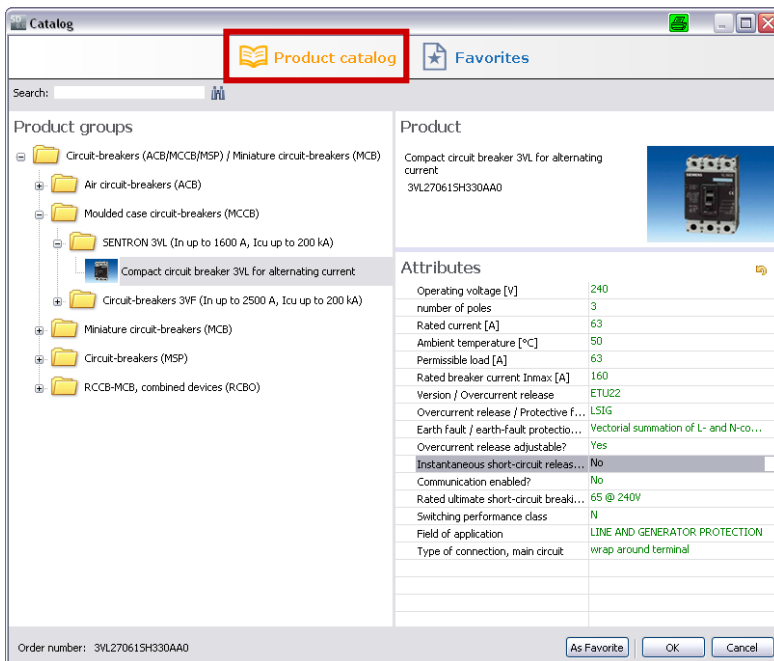 Catalog
Product catalog
Favorites
Search:
Product groups
Circuit-breakers (ACB/MCCB/MSP) / Miniature circuit-breakers (MCB)
Air circuit-breakers (ACB)
Moulded case circuit-breakers (MCCB)
SENTRON 3VL (In up to 1600 A, Icu up to 200 kA)
Compact circuit breaker 3VL for alternating current
Circuit-breakers 3VF (In up to 2500 A, Icu up to 200 kA)
Miniature circuit-breakers (MCB)
Circuit-breakers (MSP)
RCCB-MCB, combined devices (RCBO)
Product
Compact circuit breaker 3VL for alternating
current
3VL27061SH330AA0
Attributes
Operating voltage [V] 240
number of poles 3
Rated current [A] 63
Ambient temperature [°C] 50
Permissible load [A] 63
Rated breaker current Inmax [A] 160
Version / Overcurrent release ETU22
Overcurrent release / Protective f... LSIG
Earth fault / earth-fault protectio... Vectorial summation of L- and N-co...
Overcurrent release adjustable? Yes
Instantaneous short-circuit releas... No
Communication enabled? No
Rated ultimate short-circuit breaki... 65 @ 240V
Switching performance class N
Field of application LINE AND GENERATOR PROTECTION
Type of connection, main circuit wrap around terminal
Order number: 3VL27061SH330AA0
As Favorite
OK
Cancel